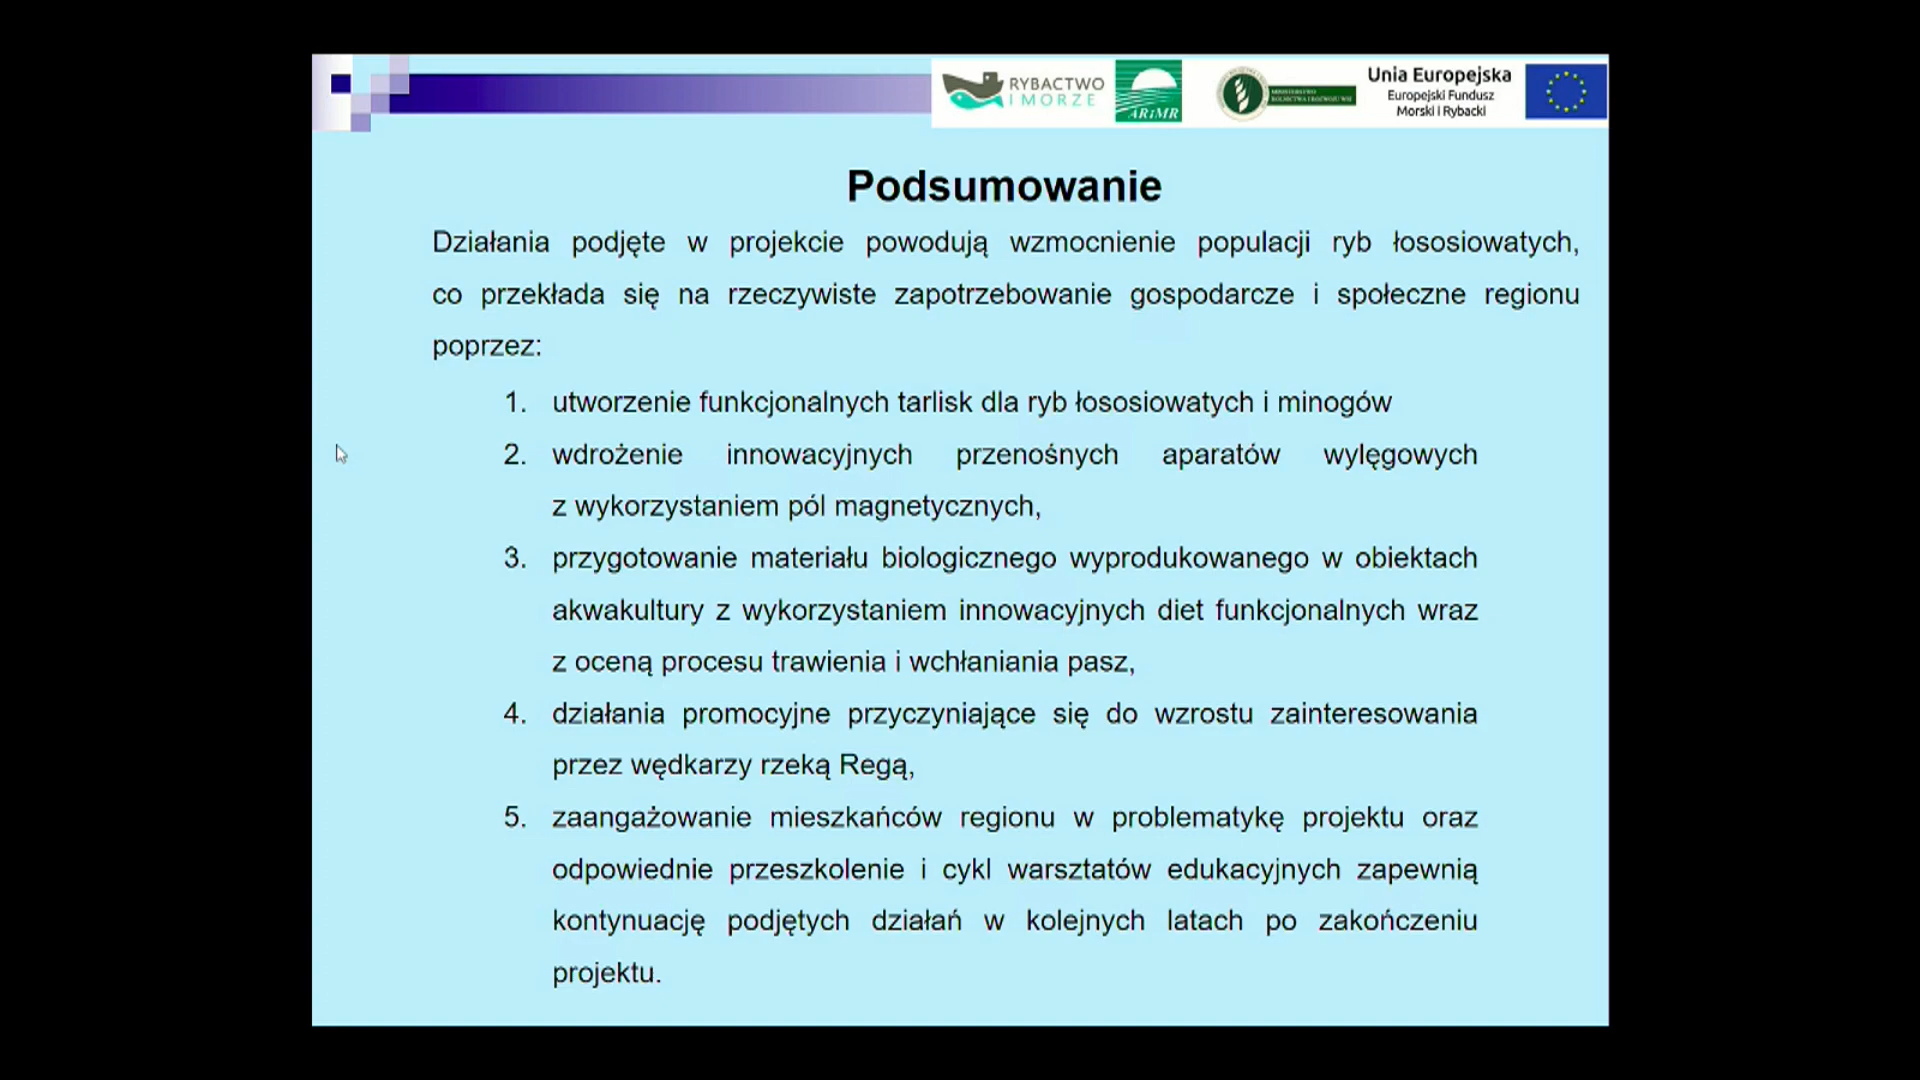 RYBACTWO
I MORZE
ARiMR
Unia Europejska
Europejski Fundusz
Morski i Rybacki
Podsumowanie
Działania podjęte w projekcie powodują wzmocnienie populacji ryb łososiowatych,
co przekłada się na rzeczywiste zapotrzebowanie gospodarcze i społeczne regionu
poprzez:
1. utworzenie funkcjonalnych tarlisk dla ryb łososiowatych i minogów
2. wdrożenie innowacyjnych przenośnych aparatów wylęgowych
z wykorzystaniem pól magnetycznych,
3. przygotowanie materiału biologicznego wyprodukowanego w obiektach
akwakultury z wykorzystaniem innowacyjnych diet funkcjonalnych wraz
z oceną procesu trawienia i wchłaniania pasz,
4. działania promocyjne przyczyniające się do wzrostu zainteresowania
przez wędkarzy rzeką Regą,
5. zaangażowanie mieszkańców regionu w problematykę projektu oraz
odpowiednie przeszkolenie i cykl warsztatów edukacyjnych zapewnią
kontynuację podjętych działań w kolejnych latach po zakończeniu
projektu.